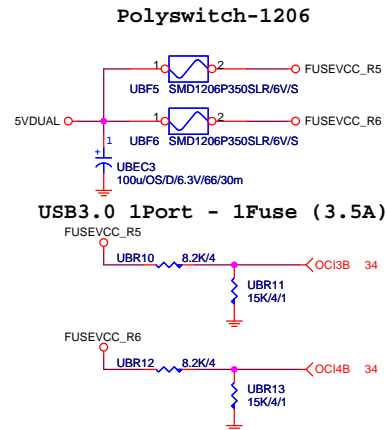 Polyswitch-1206
1 2 FUSEVCC_R5
UBF5 SMD1206P350SLR/6V/S
5VDUAL 1 2 FUSEVCC_R6
UBF6 SMD1206P350SLR/6V/S
1
+
UBEC3
100u/OS/D/6.3V/66/30m
USB3.0 1Port - 1Fuse (3.5A)
FUSEVCC_R5
UBR10 8.2K/4 OCI3B 34
UBR11
15K/4/1
FUSEVCC_R6
UBR12 8.2K/4 OCI4B 34
UBR13
15K/4/1